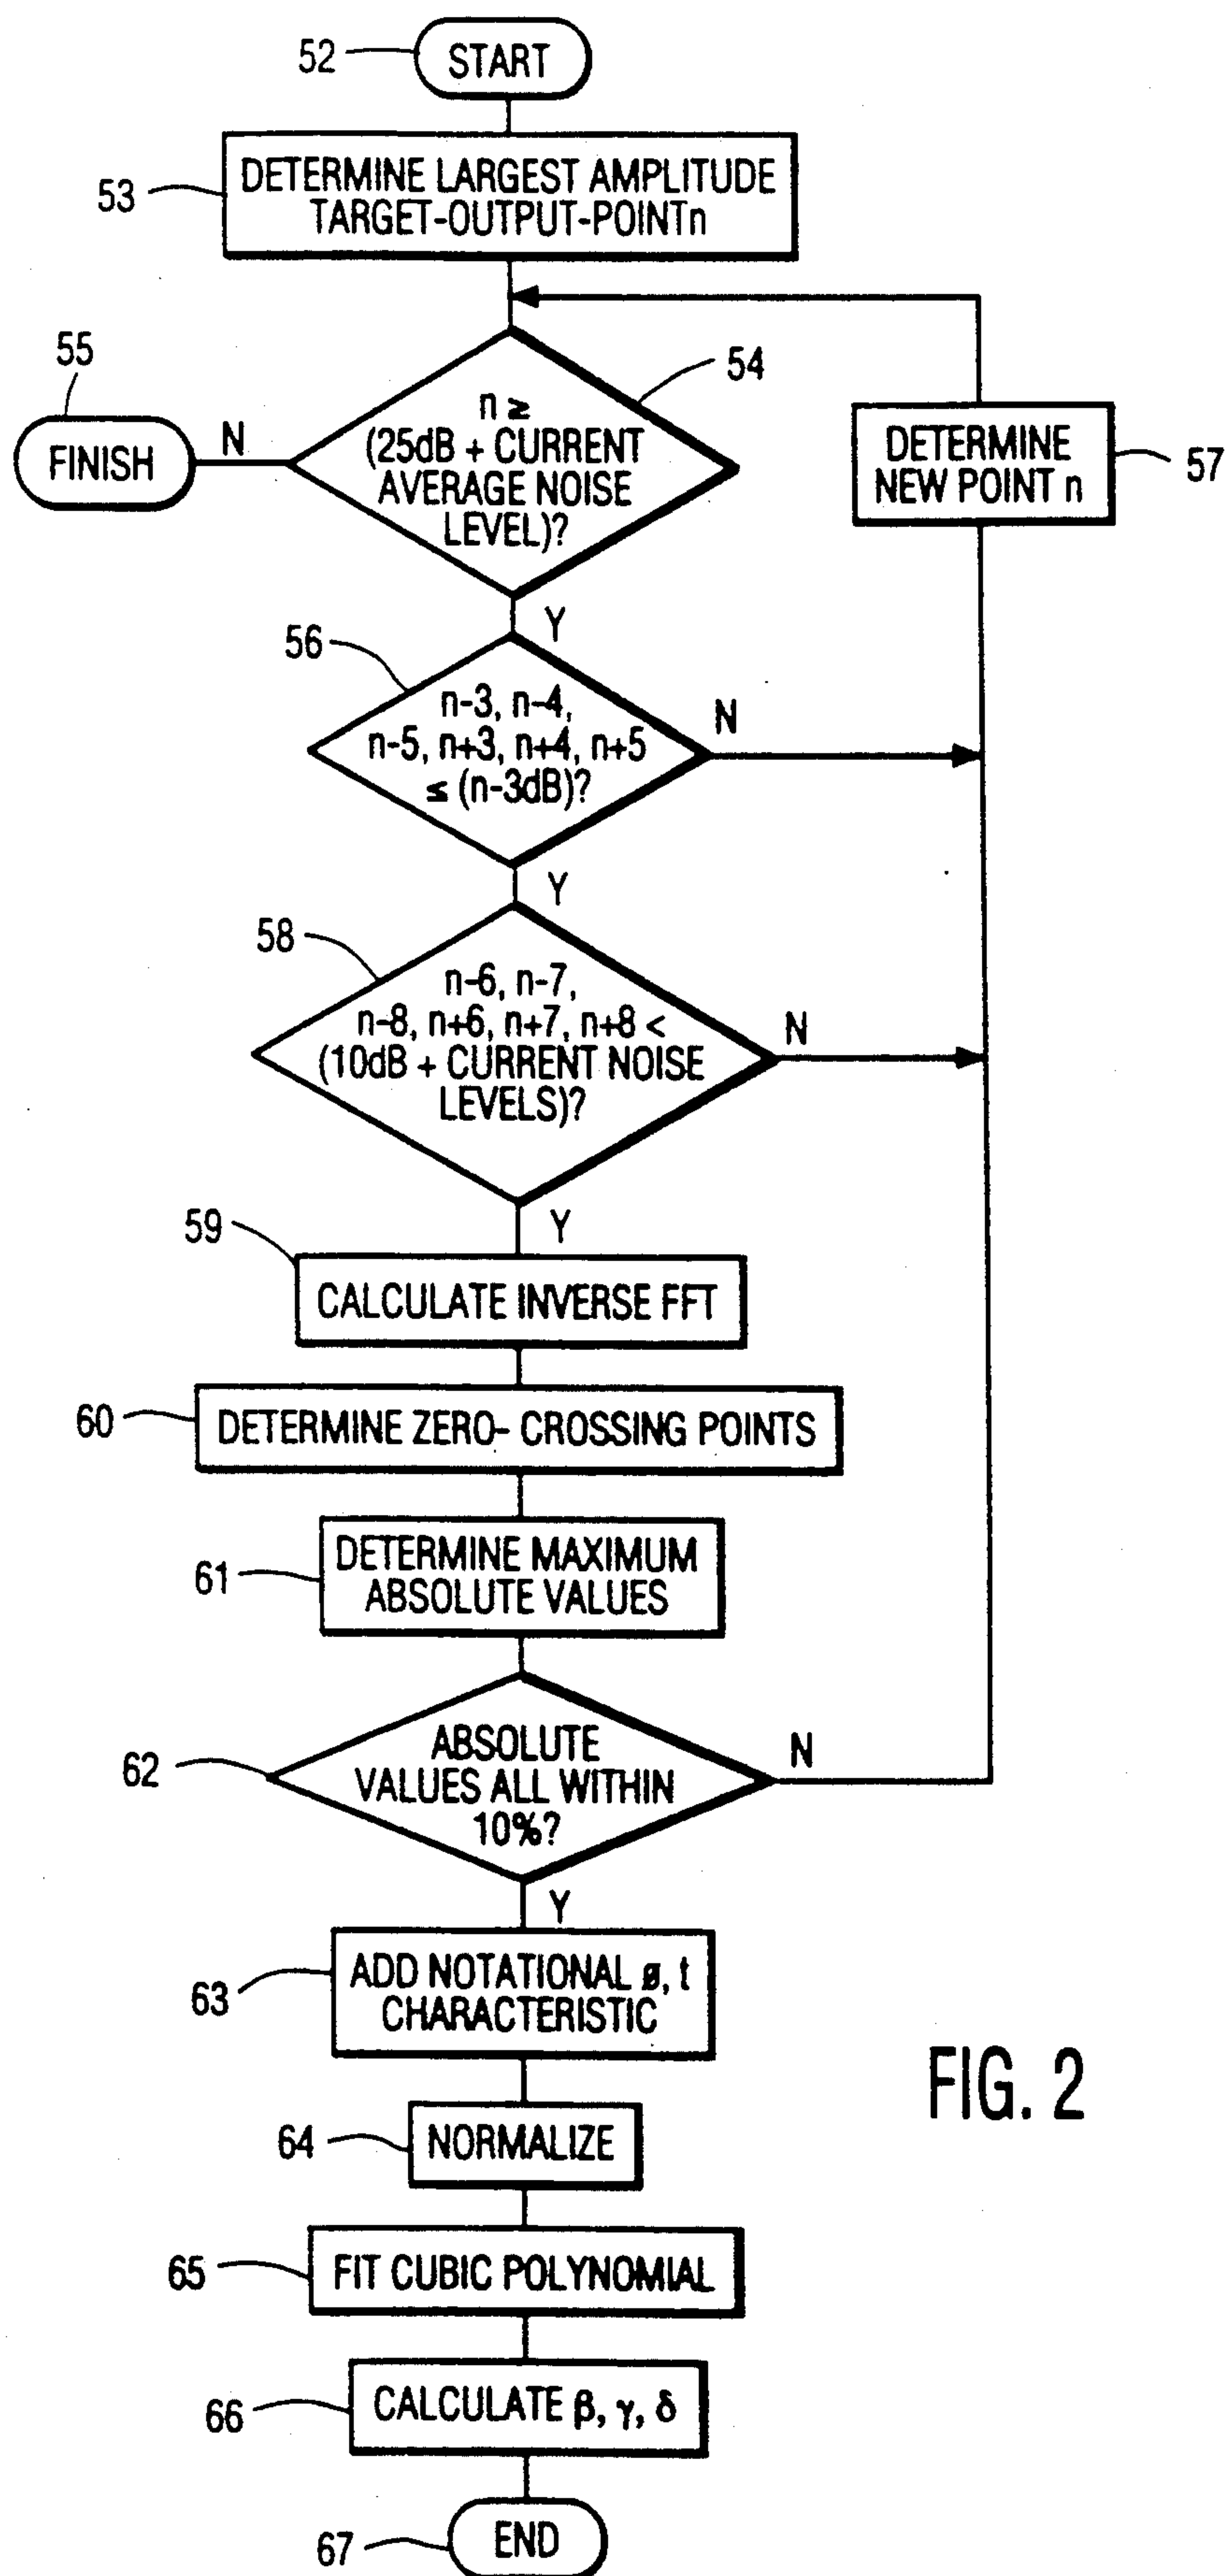 52
START
53
DETERMINE LARGEST AMPLITUDE
TARGET-OUTPUT-POINTn
55
FINISH
N
54
n ≥
(25dB + CURRENT
AVERAGE NOISE
LEVEL)?
DETERMINE
NEW POINT n
57
Y
56
n-3, n-4,
n-5, n+3, n+4, n+5
≤ (n-3dB)?
N
Y
58
n-6, n-7,
n-8, n+6, n+7, n+8 <
(10dB + CURRENT NOISE
LEVELS)?
N
Y
59
CALCULATE INVERSE FFT
60
DETERMINE ZERO- CROSSING POINTS
61
DETERMINE MAXIMUM
ABSOLUTE VALUES
62
ABSOLUTE
VALUES ALL WITHIN
10%?
N
Y
63
ADD NOTATIONAL ø, t
CHARACTERISTIC
64
NORMALIZE
FIG. 2
65
FIT CUBIC POLYNOMIAL
66
CALCULATE β, γ, δ
67
END